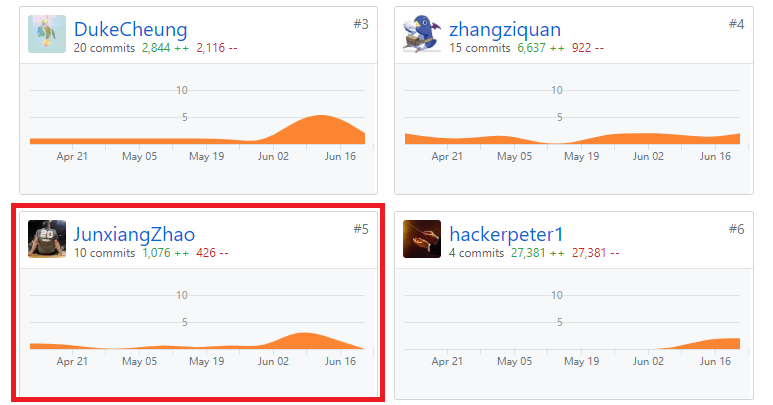 DukeCheung
#3
20 commits 2,844 ++ 2,116 --
10
5
Apr 21 May 05 May 19 Jun 02 Jun 16
zhangziquan
#4
15 commits 6,637 ++ 922 --
10
5
Apr 21 May 05 May 19 Jun 02 Jun 16
JunxiangZhao
#5
10 commits 1,076 ++ 426 --
10
5
Apr 21 May 05 May 19 Jun 02 Jun 16
hackerpeter1
#6
4 commits 27,381 ++ 27,381 --
10
5
Apr 21 May 05 May 19 Jun 02 Jun 16